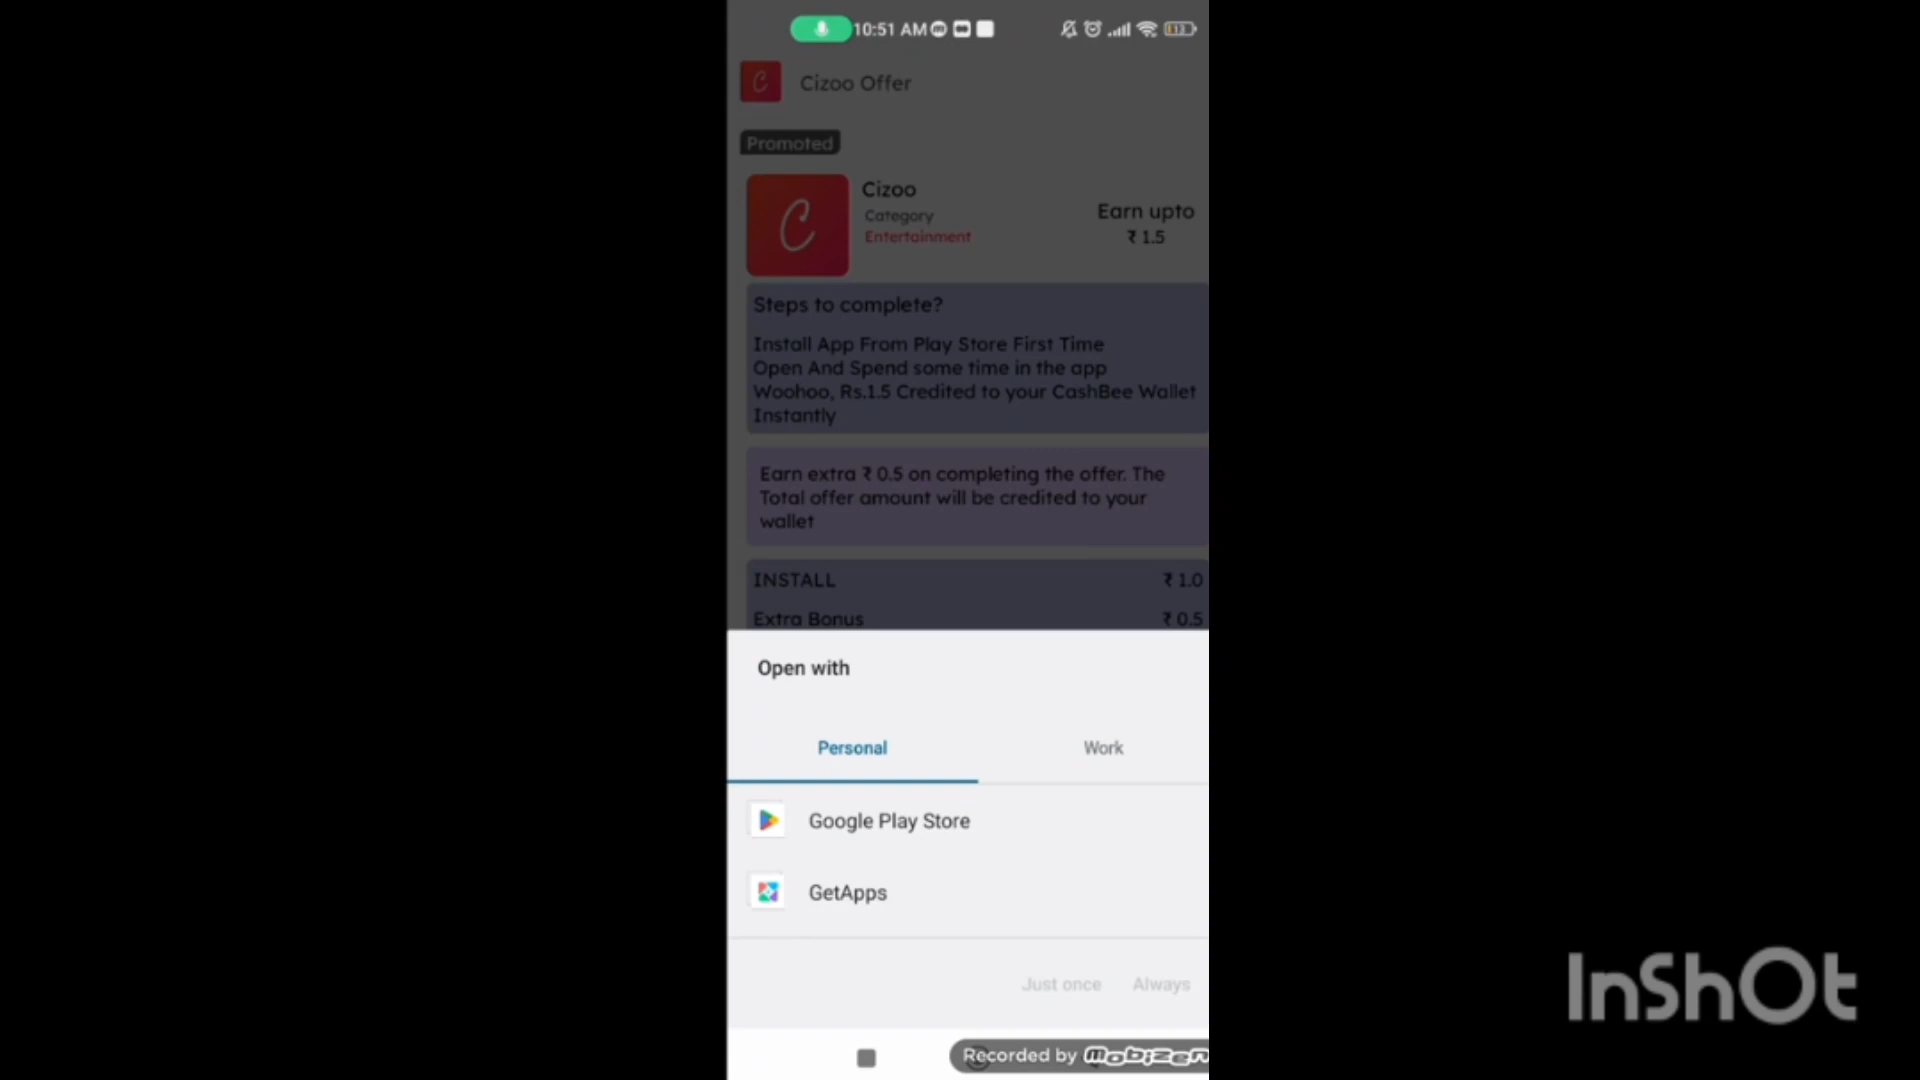 10:51 AM
13
C
Cizoo Offer
Promoted
C
Cizoo
Category
Entertainment
Earn upto
₹ 1.5
Steps to complete?
Install App From Play Store First Time
Open And Spend some time in the app
Woohoo, Rs.1.5 Credited to your CashBee Wallet
Instantly
Earn extra ₹ 0.5 on completing the offer. The
Total offer amount will be credited to your
wallet
INSTALL ₹ 1.0
Extra Bonus ₹ 0.5
Open with
Personal Work
Google Play Store
GetApps
Just once Always
Recorded by Mobizen
InShOt